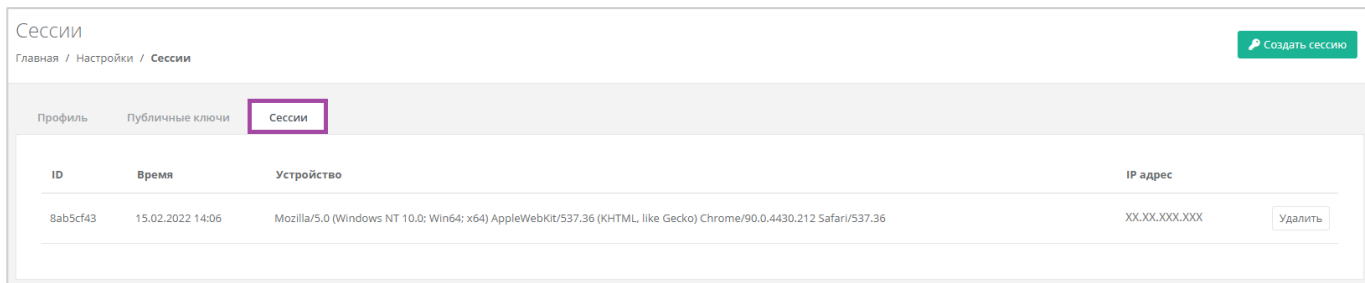 Сессии
Создать сессию
Главная / Настройки / Сессии
Профиль Публичные ключи Сессии
ID Время Устройство IP адрес
8ab5cf43 15.02.2022 14:06 Mozilla/5.0 (Windows NT 10.0; Win64; x64) AppleWebKit/537.36 (KHTML, like Gecko) Chrome/90.0.4430.212 Safari/537.36 XX.XX.XXX.XXX Удалить